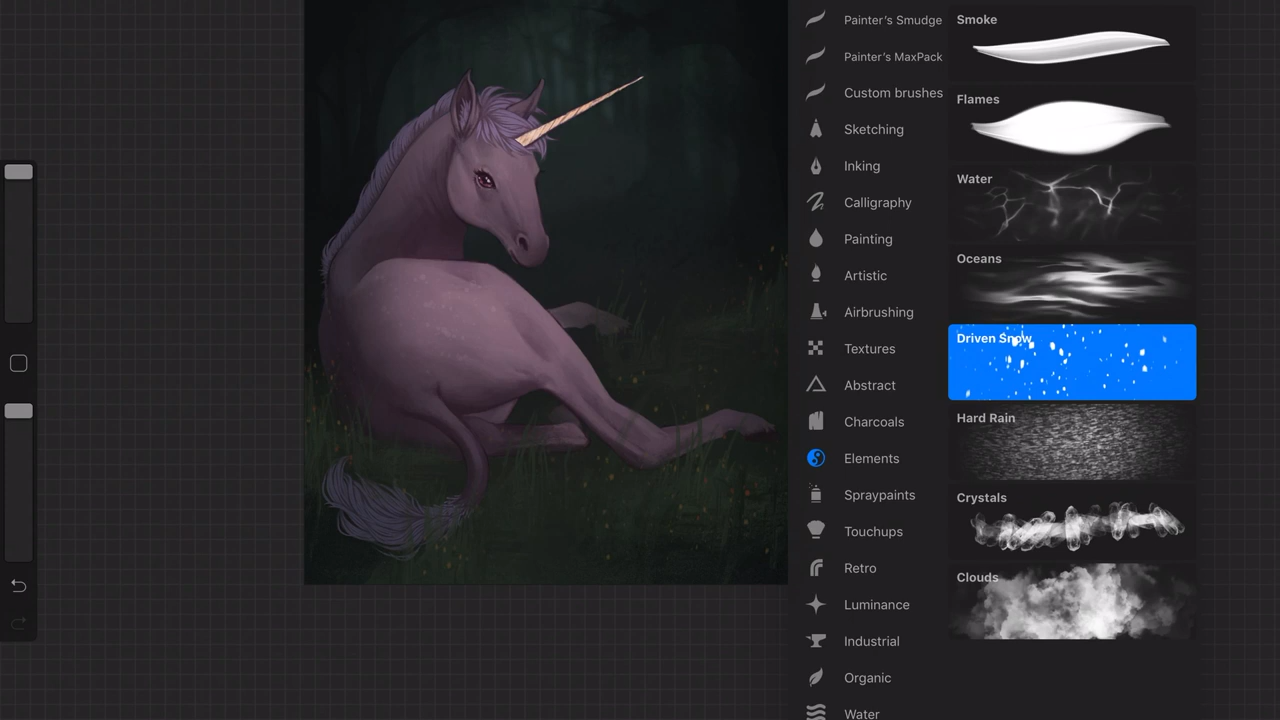 Painter's Smudge
Painter's MaxPack
Custom brushes
Sketching
Inking
Calligraphy
Painting
Artistic
Airbrushing
Textures
Abstract
Charcoals
Elements
Spraypaints
Touchups
Retro
Luminance
Industrial
Organic
Water
Smoke
Flames
Water
Oceans
Driven Snow
Hard Rain
Crystals
Clouds